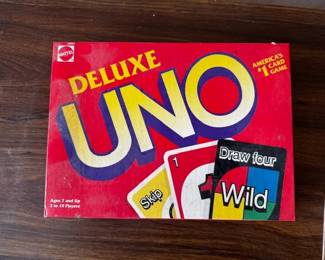 MATTEL
DELUXE
UNO
AMERICA'S
#1 CARD
GAME
Skip
1
Draw four
Wild
Ages 7 and up
2 to 10 Players